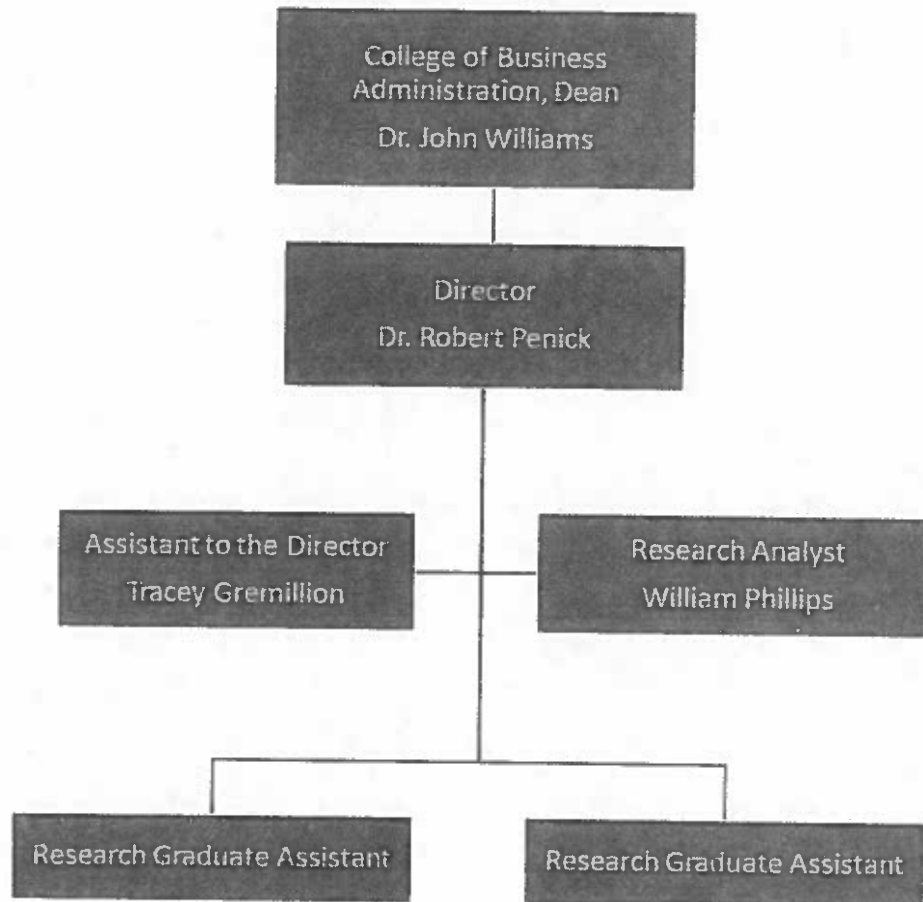 College of Business
Administration, Dean
Dr. John Williams
Director
Dr. Robert Penick
Assistant to the Director
Tracey Gremillion
Research Analyst
William Phillips
Research Graduate Assistant
Research Graduate Assistant